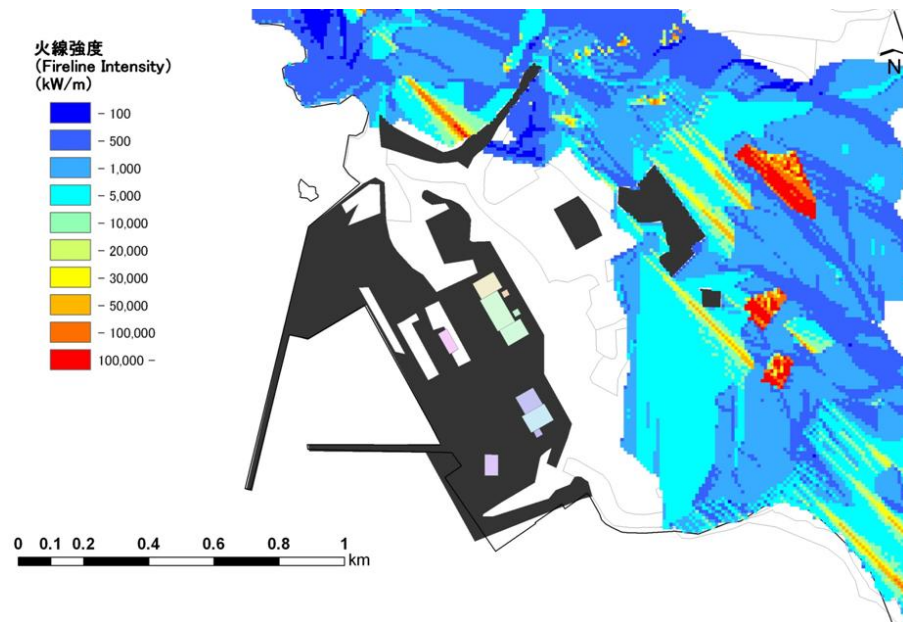 火線強度
(Fireline Intensity)
(kW/m)
- 100
- 500
- 1,000
- 5,000
- 10,000
- 20,000
- 30,000
- 50,000
- 100,000
100,000 -
N
0 0.1 0.2 0.4 0.6 0.8 1
km